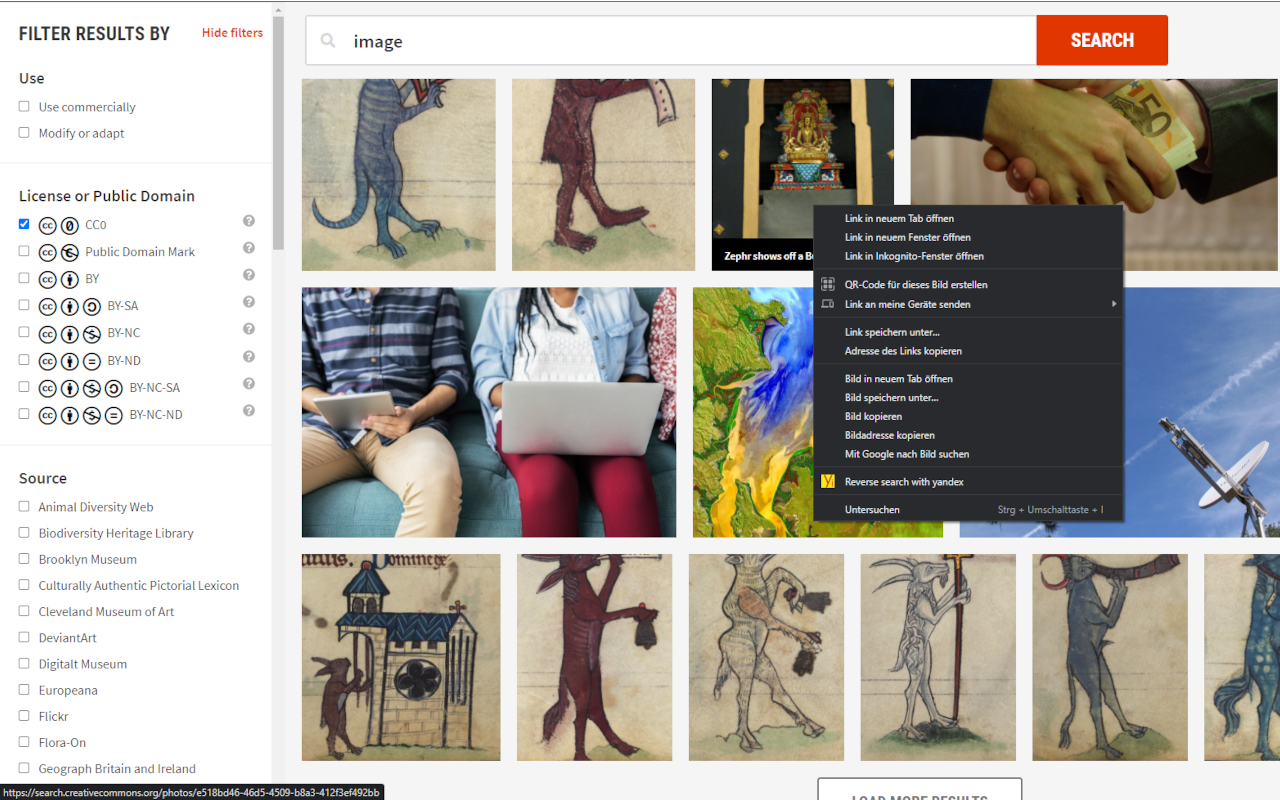 FILTER RESULTS BY
Hide filters
Use
Use commercially
Modify or adapt
License or Public Domain
CC0
Public Domain Mark
BY
BY-SA
BY-NC
BY-ND
BY-NC-SA
BY-NC-ND
Source
Animal Diversity Web
Biodiversity Heritage Library
Brooklyn Museum
Culturally Authentic Pictorial Lexicon
Cleveland Museum of Art
DeviantArt
Digitalt Museum
Europeana
Flickr
Flora-On
Geograph Britain and Ireland
https://search.creativecommons.org/photos/e518bd46-46d5-4509-b8a3-412f3ef492bb
image
SEARCH
50
Zephr shows off a
Link in neuem Tab öffnen
Link in neuem Fenster öffnen
Link in Inkognito-Fenster öffnen
QR-Code für dieses Bild erstellen
Link an meine Geräte senden
Link speichern unter...
Adresse des Links kopieren
Bild in neuem Tab öffnen
Bild speichern unter...
Bild kopieren
Bildadresse kopieren
Mit Google nach Bild suchen
Reverse search with yandex
Untersuchen Strg + Umschalttaste + I
LOAD MORE RESULTS